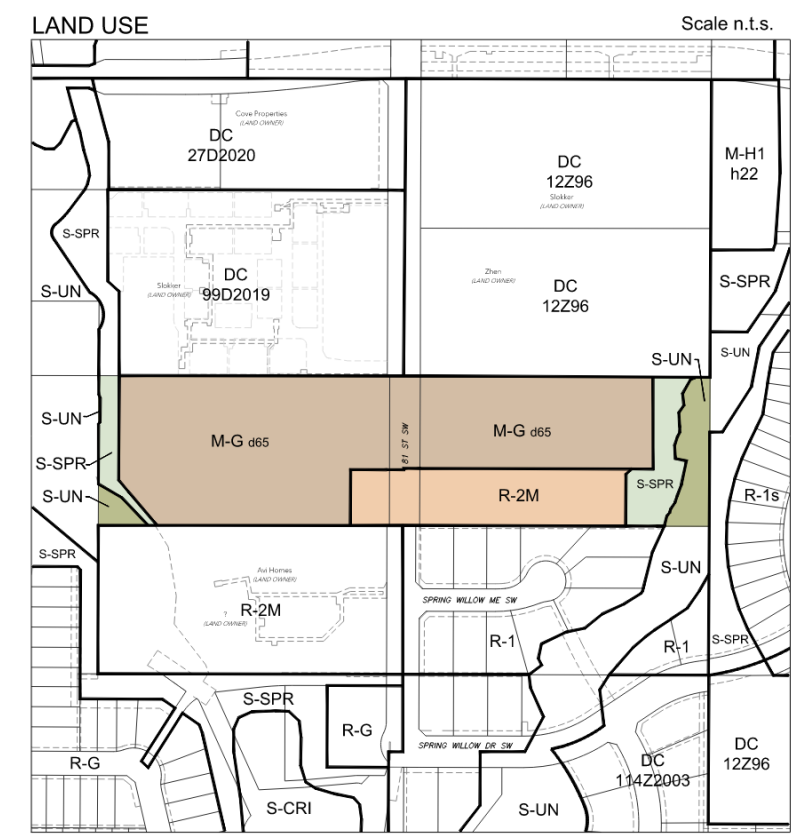 LAND USE
Scale n.t.s.
Cove Properties
(LAND OWNER)
DC
27D2020
DC
12Z96
Slokker
(LAND OWNER)
M-H1
h22
S-SPR
S-UN
Slokker
(LAND OWNER)
DC
99D2019
Zhen
(LAND OWNER)
DC
12Z96
S-SPR
S-UN
S-UN
S-UN
S-SPR
S-UN
M-G d65
81 ST SW
M-G d65
R-2M
S-SPR
R-1s
S-SPR
Avi Homes
(LAND OWNER)
?
(LAND OWNER)
R-2M
SPRING WILLOW ME SW
R-1
S-UN
R-1
S-SPR
S-SPR
R-G
R-G
SPRING WILLOW DR SW
S-CRI
S-UN
DC
114Z2003
DC
12Z96